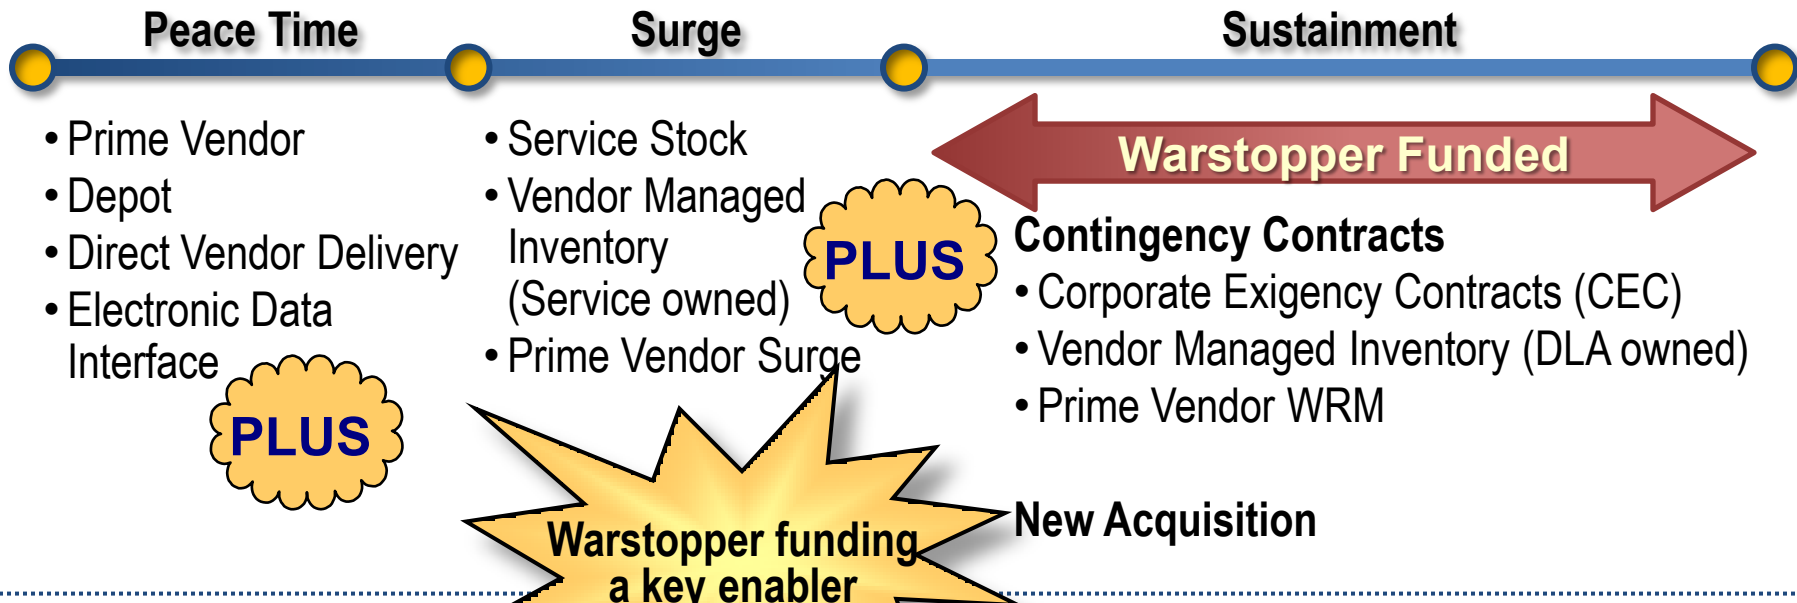 Peace Time
Surge
Sustainment
• Prime Vendor
• Depot
• Direct Vendor Delivery
• Electronic Data
Interface
PLUS
• Service Stock
• Vendor Managed
Inventory
(Service owned)
• Prime Vendor Surge
PLUS
Warstopper Funded
Contingency Contracts
• Corporate Exigency Contracts (CEC)
• Vendor Managed Inventory (DLA owned)
• Prime Vendor WRM
New Acquisition
Warstopper funding
a key enabler